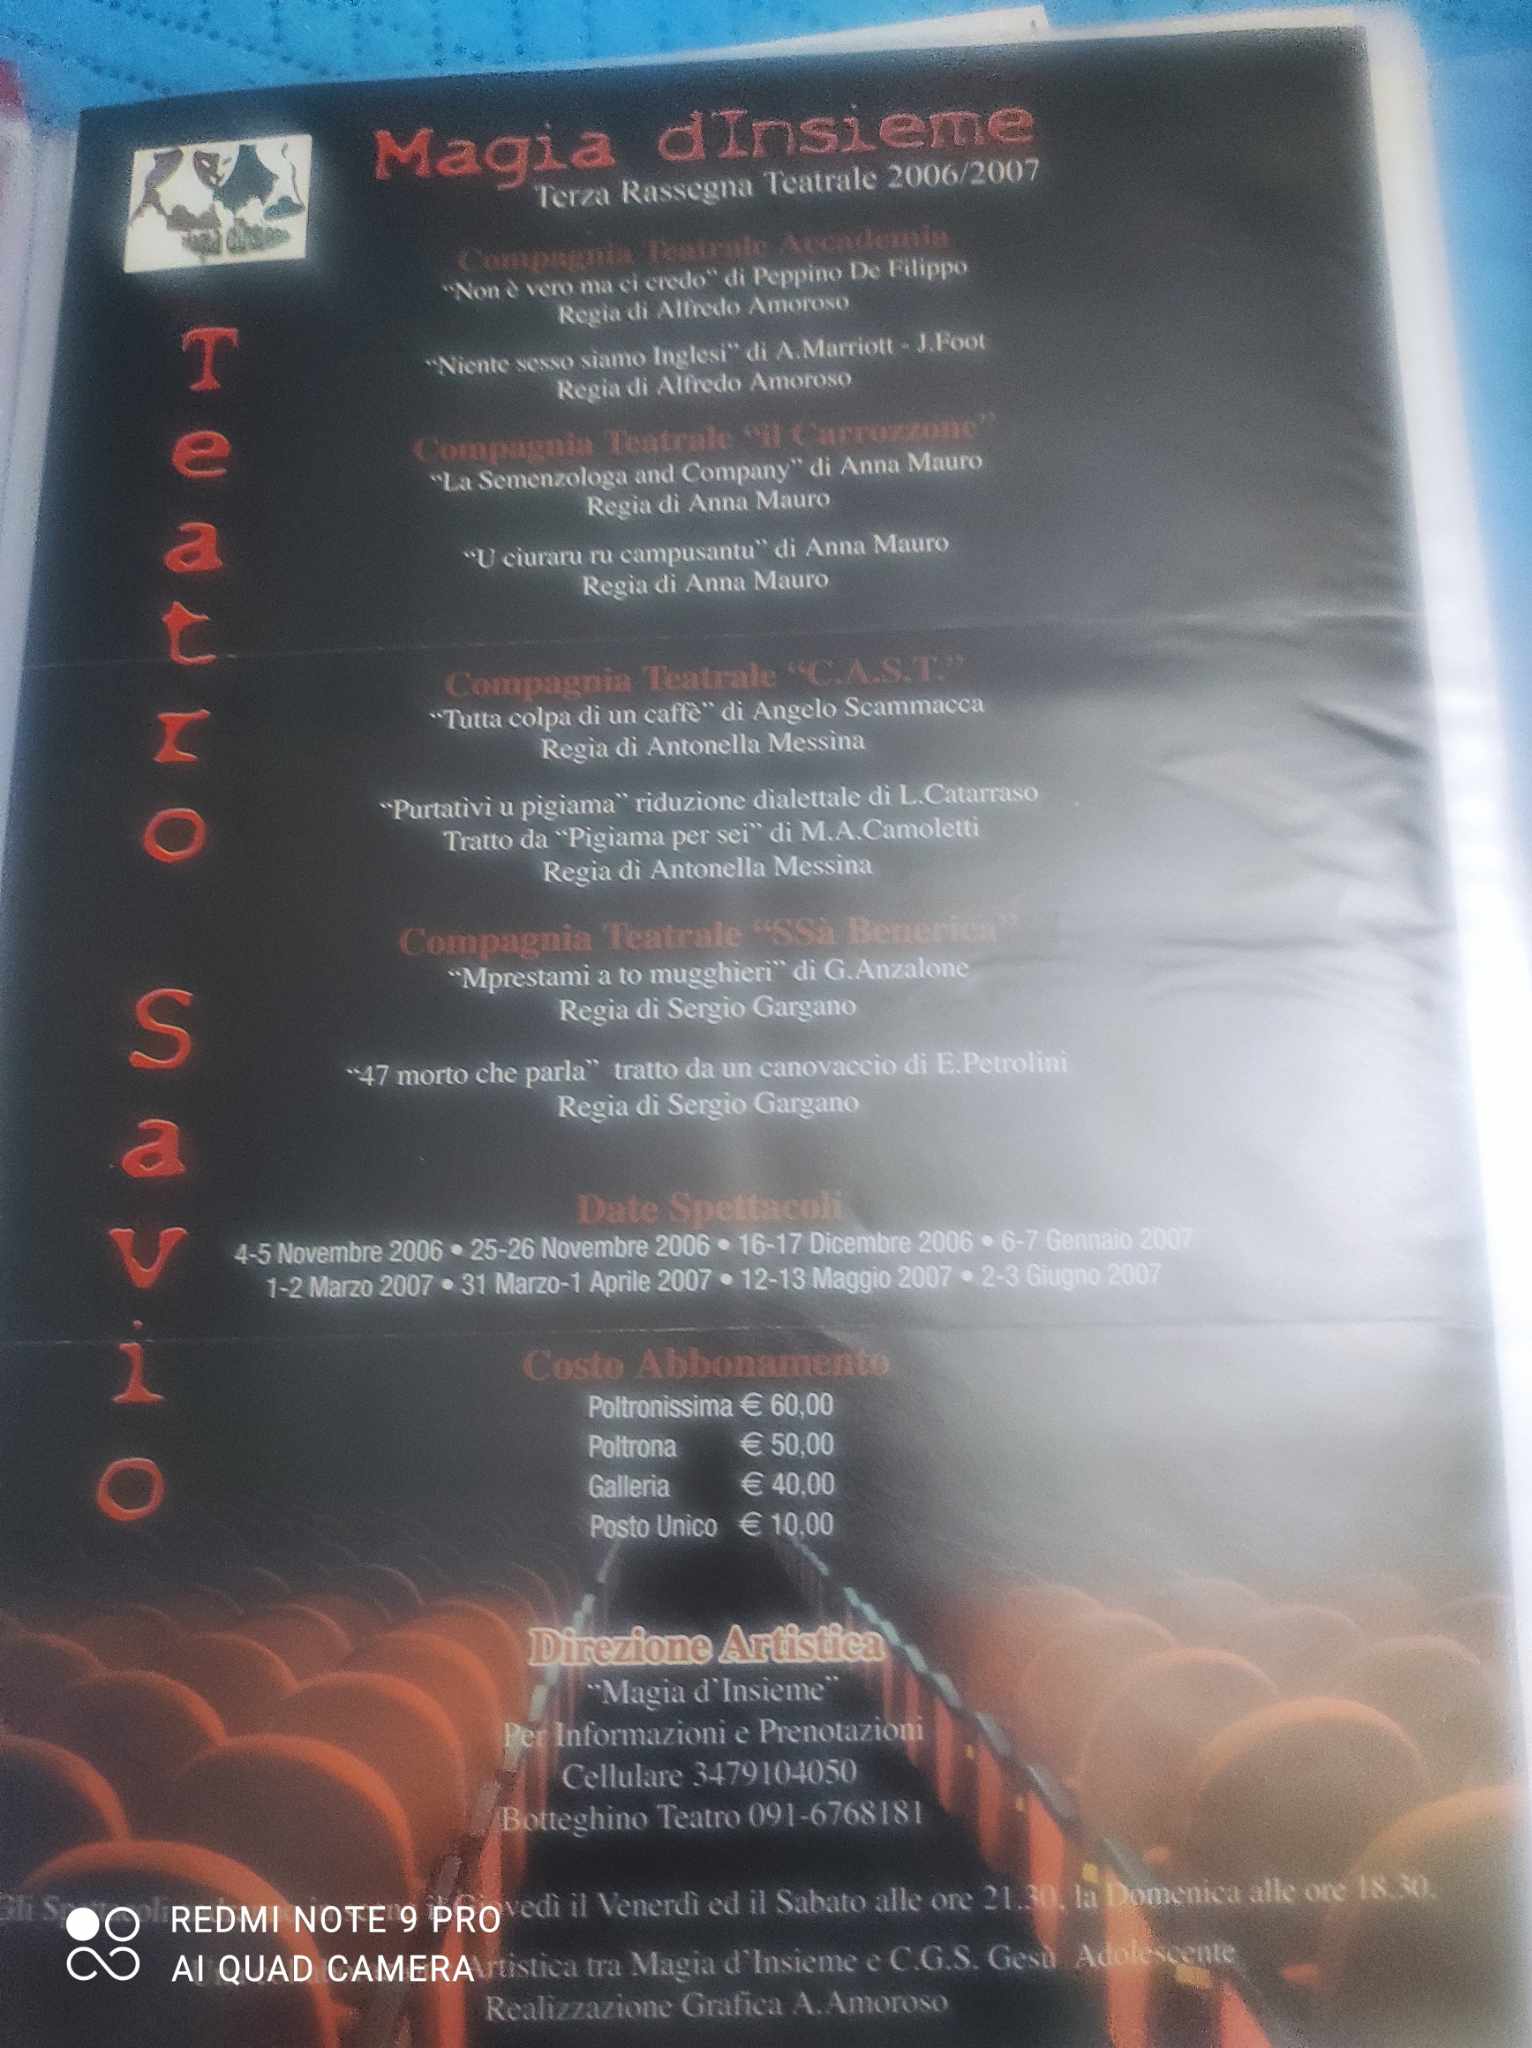 Magia dInsieme
Terza Rassegna Teatrale 2006/2007
Teatro Savio
Compagnia Teatrale Accademia
“Non è vero ma ci credo” di Peppino De Filippo
Regia di Alfredo Amoroso
“Niente sesso siamo Inglesi” di A.Marriott - J.Foot
Regia di Alfredo Amoroso
Compagnia Teatrale “il Carrozzone”
“La Semenzologa and Company” di Anna Mauro
Regia di Anna Mauro
“U ciuraru ru campusantu” di Anna Mauro
Regia di Anna Mauro
Compagnia Teatrale “C.A.S.T.”
“Tutta colpa di un caffè” di Angelo Scammacca
Regia di Antonella Messina
“Purtativi u pigiama” riduzione dialettale di L.Catarraso
Tratto da “Pigiama per sei” di M.A.Camoletti
Regia di Antonella Messina
Compagnia Teatrale “SSà Benerica”
“Mprestami a to mugghieri” di G.Anzalone
Regia di Sergio Gargano
“47 morto che parla” tratto da un canovaccio di E.Petrolini
Regia di Sergio Gargano
Date Spettacoli
4-5 Novembre 2006 • 25-26 Novembre 2006 • 16-17 Dicembre 2006 • 6-7 Gennaio 2007
1-2 Marzo 2007 • 31 Marzo-1 Aprile 2007 • 12-13 Maggio 2007 • 2-3 Giugno 2007
Costo Abbonamento
Poltronissima € 60,00
Poltrona € 50,00
Galleria € 40,00
Posto Unico € 10,00
Direzione Artistica
“Magia d’Insieme”
Per Informazioni e Prenotazioni
Cellulare 3479104050
Botteghino Teatro 091-6768181
Gli il Giovedì il Venerdì ed il Sabato alle ore 21.30, la Domenica alle ore 18.30.
Artistica tra Magia d’Insieme e C.G.S. Gesù Adolescente
Realizzazione Grafica A.Amoroso
REDMI NOTE 9 PRO
AI QUAD CAMERA